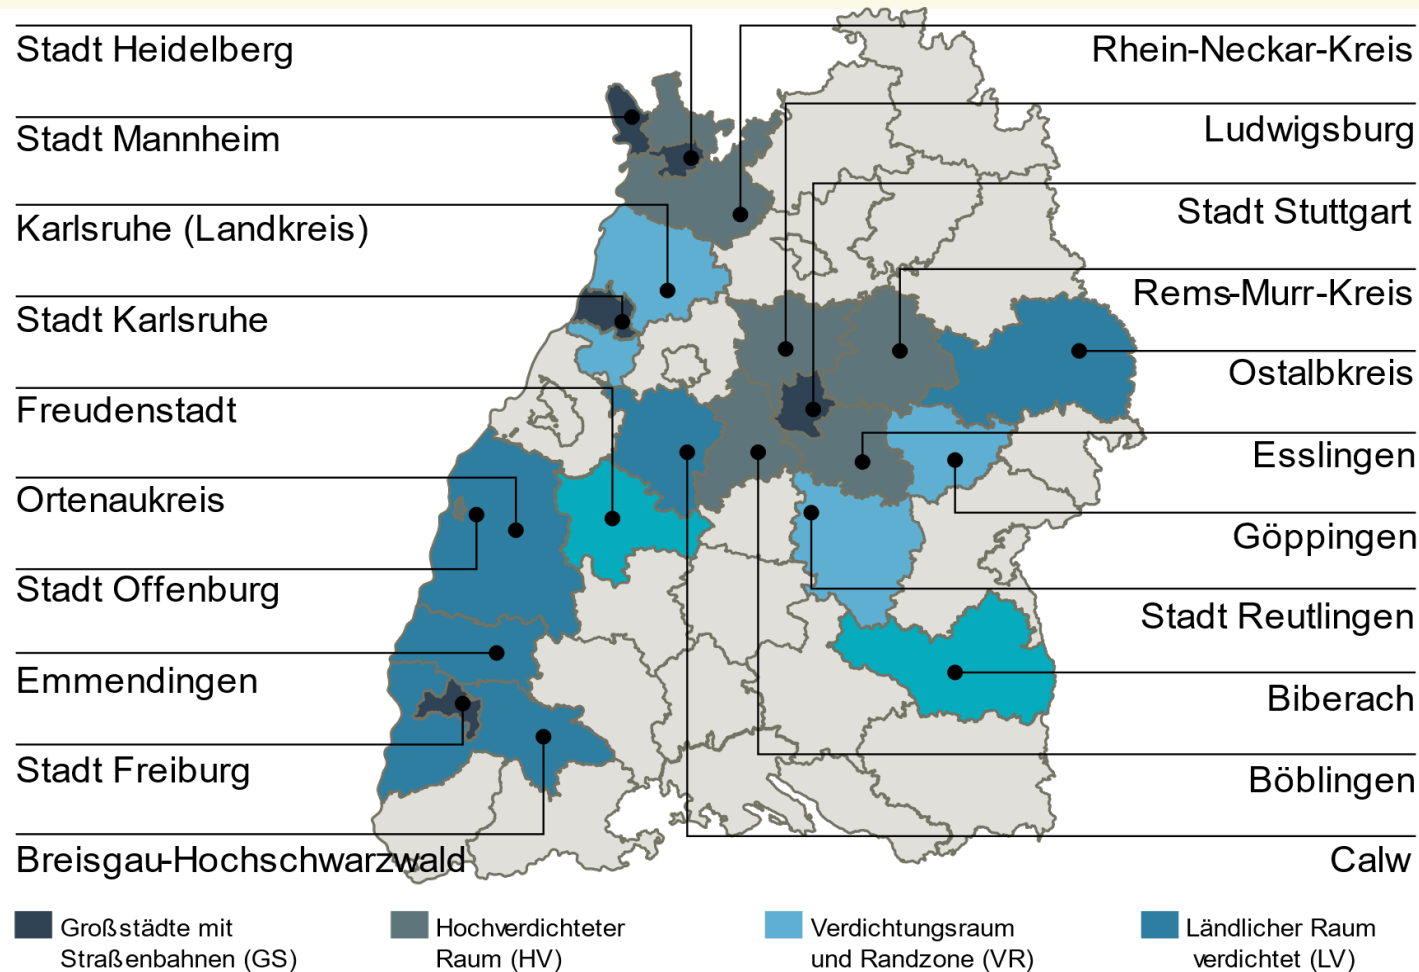 Stadt Heidelberg
Stadt Mannheim
Karlsruhe (Landkreis)
Stadt Karlsruhe
Freudenstadt
Ortenaukreis
Stadt Offenburg
Emmendingen
Stadt Freiburg
Breisgau-Hochschwarzwald
Rhein-Neckar-Kreis
Ludwigsburg
Stadt Stuttgart
Rems-Murr-Kreis
Ostalbkreis
Esslingen
Göppingen
Stadt Reutlingen
Biberach
Böblingen
Calw
Großstädte mit
Straßenbahnen (GS)
Hochverdichteter
Raum (HV)
Verdichtungsraum
und Randzone (VR)
Ländlicher Raum
verdichtet (LV)